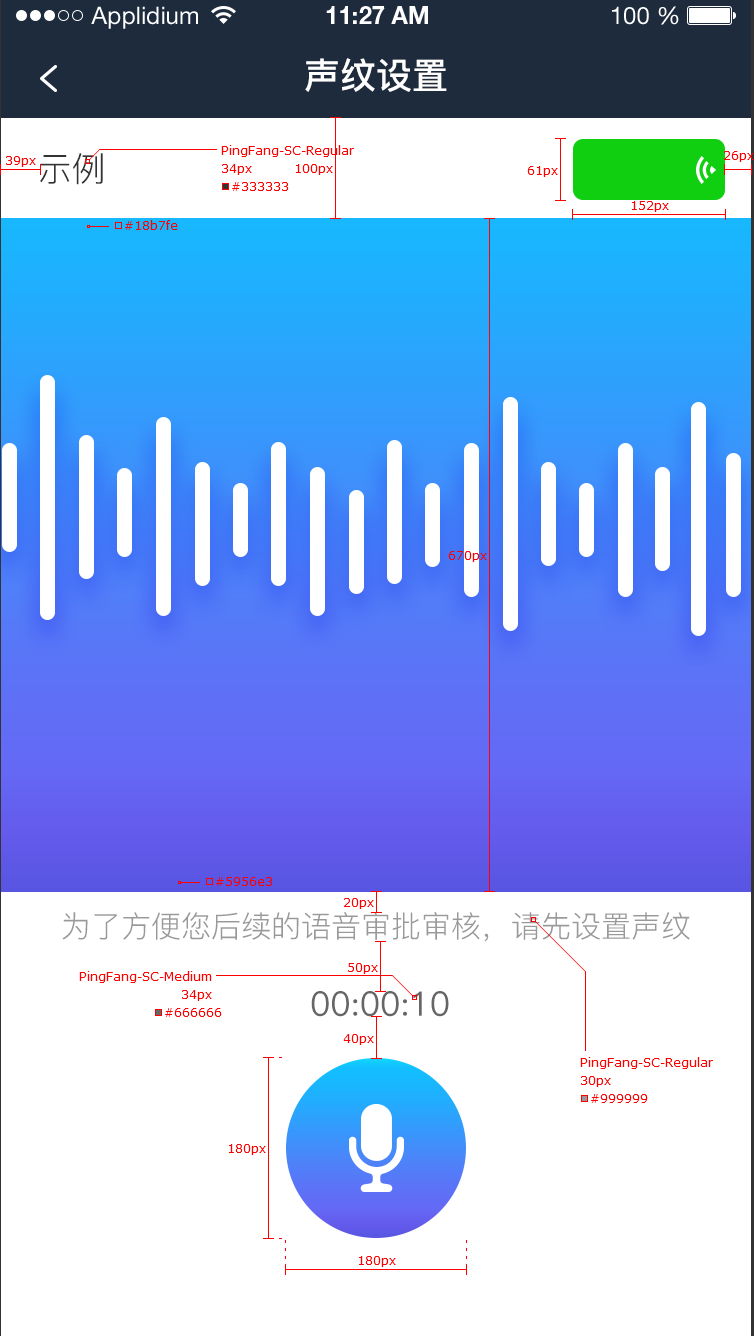 Applidium 11:27 AM 100 %
声纹设置
39px
示例
PingFang-SC-Regular
34px
100px
#333333
61px
26px
152px
#18b7fe
670px
#5956e3
20px
为了方便您后续的语音审批审核，请先设置声纹
50px
PingFang-SC-Medium
34px
#666666
00:00:10
40px
PingFang-SC-Regular
30px
#999999
180px
180px